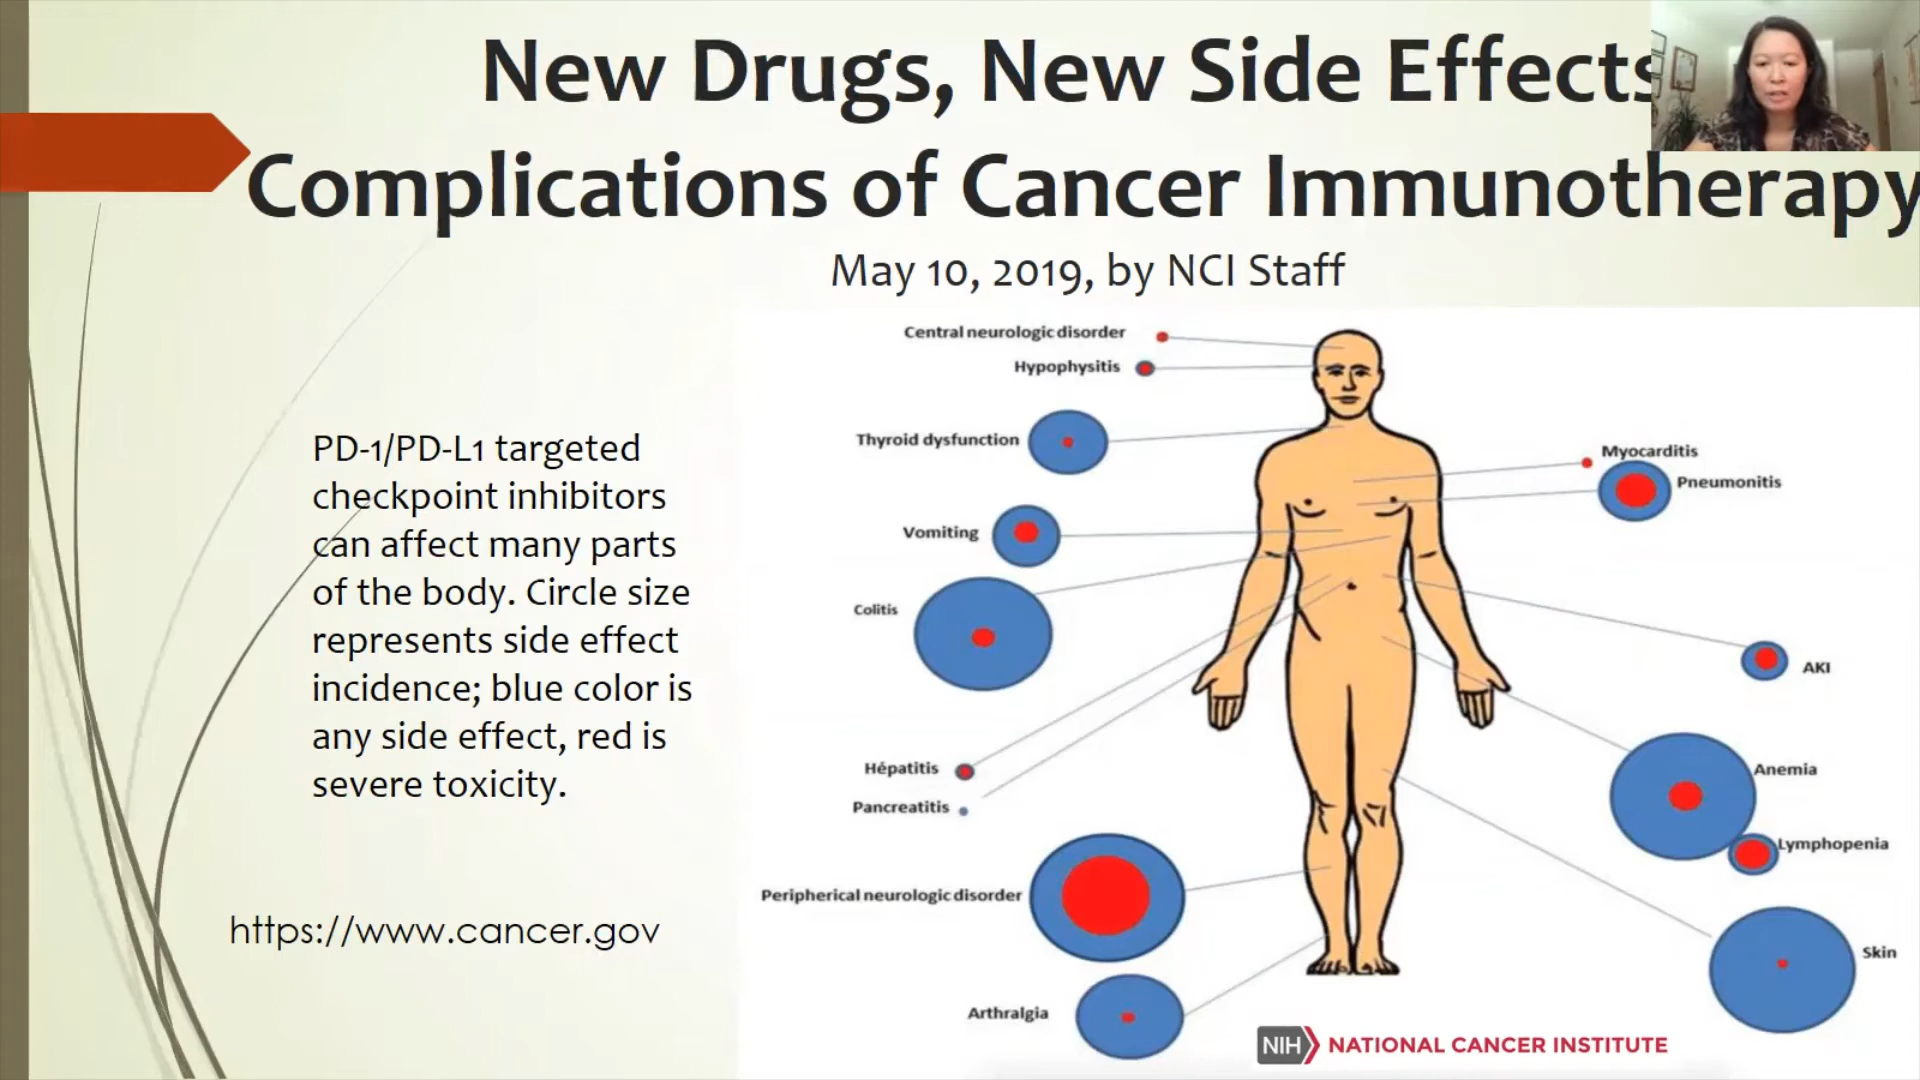 New Drugs, New Side Effects
Complications of Cancer Immunotherapy
May 10, 2019, by NCI Staff
PD-1/PD-L1 targeted
checkpoint inhibitors
can affect many parts
of the body. Circle size
represents side effect
incidence; blue color is
any side effect, red is
severe toxicity.
https://www.cancer.gov
Central neurologic disorder
Hypophysitis
Thyroid dysfunction
Vomiting
Colitis
Hépatitis
Pancreatitis
Peripherical neurologic disorder
Arthralgia
Myocarditis
Pneumonitis
AKI
Anemia
Lymphopenia
Skin
NIH NATIONAL CANCER INSTITUTE